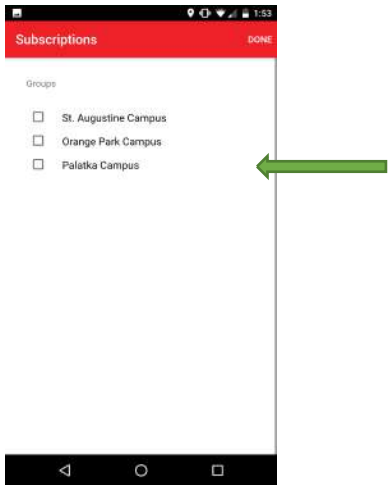 1:53
Subscriptions DONE
Groups
St. Augustine Campus
Orange Park Campus
Palatka Campus